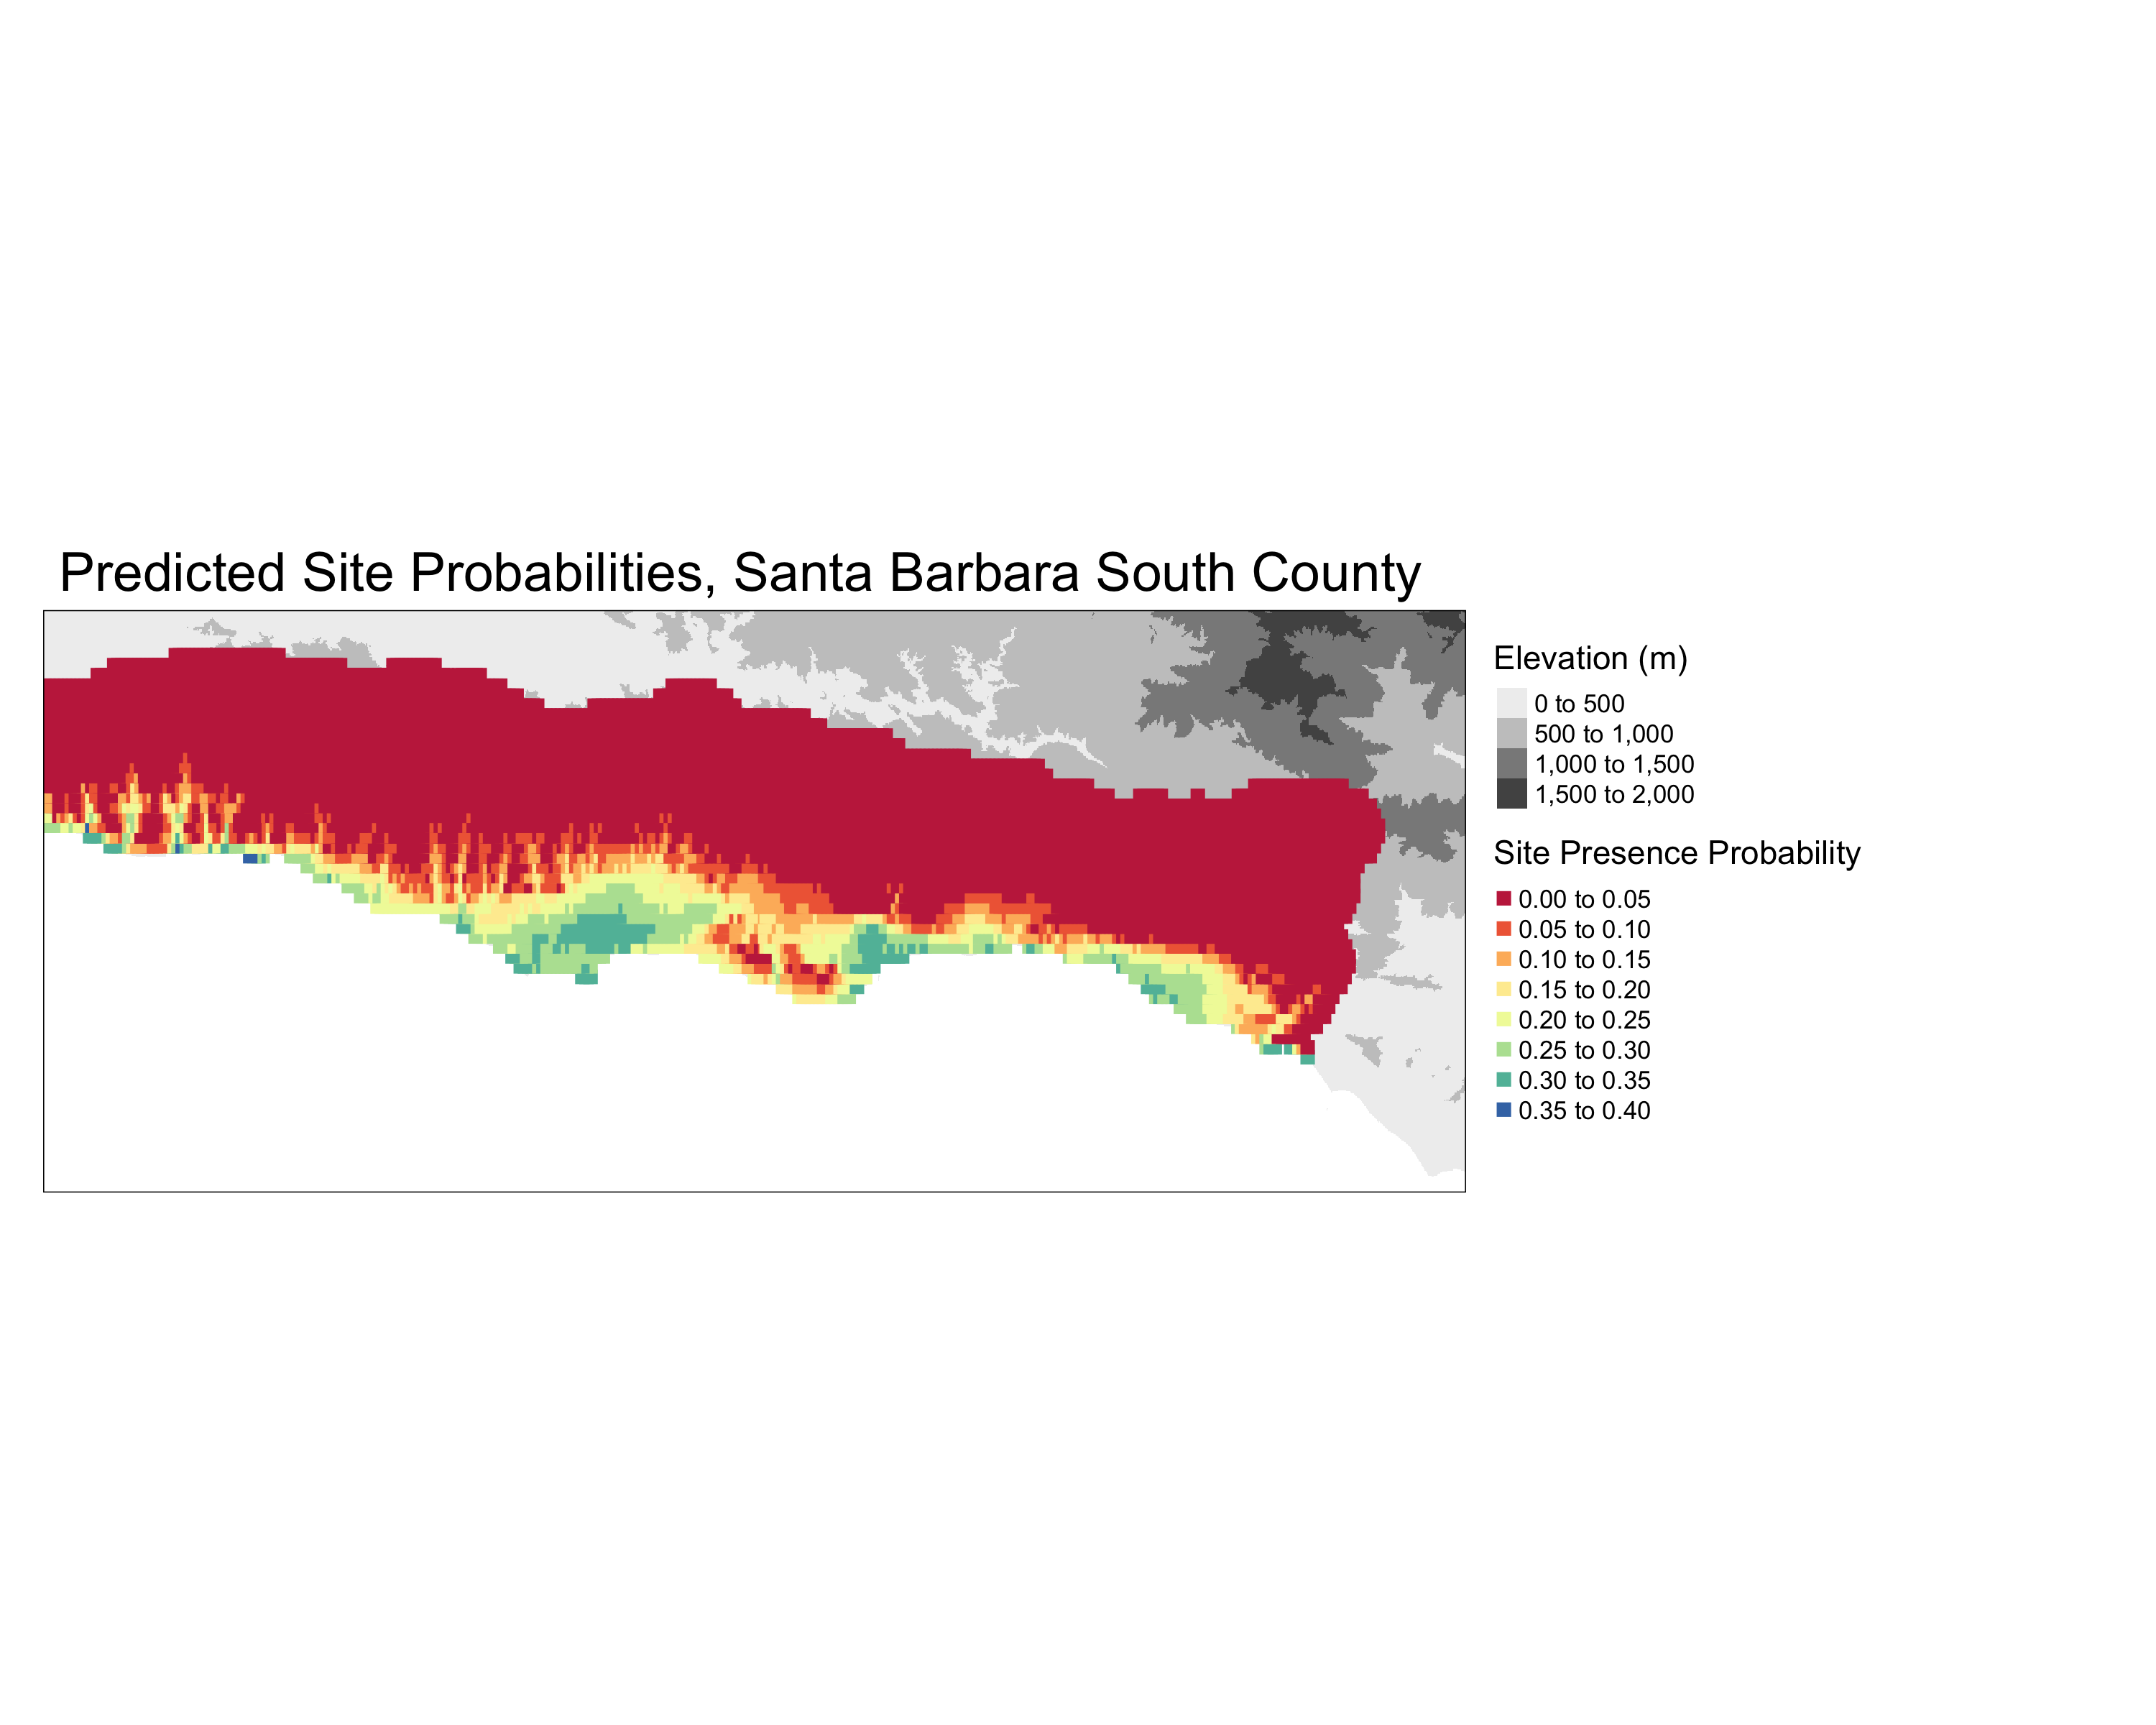 Predicted Site Probabilities, Santa Barbara South County
Elevation (m)
0 to 500
500 to 1,000
1,000 to 1,500
1,500 to 2,000
Site Presence Probability
0.00 to 0.05
0.05 to 0.10
0.10 to 0.15
0.15 to 0.20
0.20 to 0.25
0.25 to 0.30
0.30 to 0.35
0.35 to 0.40